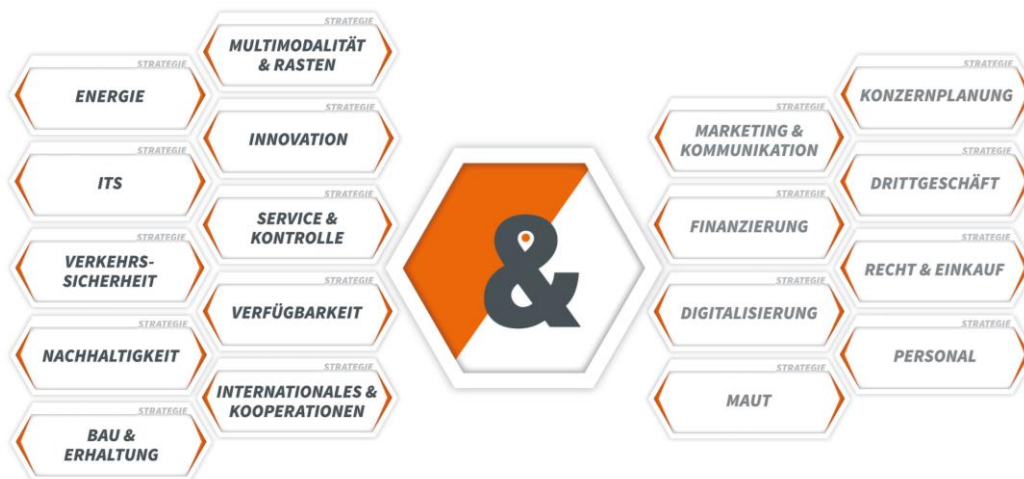 STRATEGIE
ENERGIE
STRATEGIE
ITS
STRATEGIE
VERKEHRS-
SICHERHEIT
STRATEGIE
NACHHALTIGKEIT
STRATEGIE
BAU &
ERHALTUNG
STRATEGIE
MULTIMODALITÄT
& RASTEN
STRATEGIE
INNOVATION
STRATEGIE
SERVICE &
KONTROLLE
STRATEGIE
VERFÜGBARKEIT
STRATEGIE
INTERNATIONALES &
KOOPERATIONEN
&
STRATEGIE
MARKETING &
KOMMUNIKATION
STRATEGIE
FINANZIERUNG
STRATEGIE
DIGITALISIERUNG
STRATEGIE
MAUT
STRATEGIE
KONZERNPLANUNG
STRATEGIE
DRITTGESCHÄFT
STRATEGIE
RECHT & EINKAUF
STRATEGIE
PERSONAL